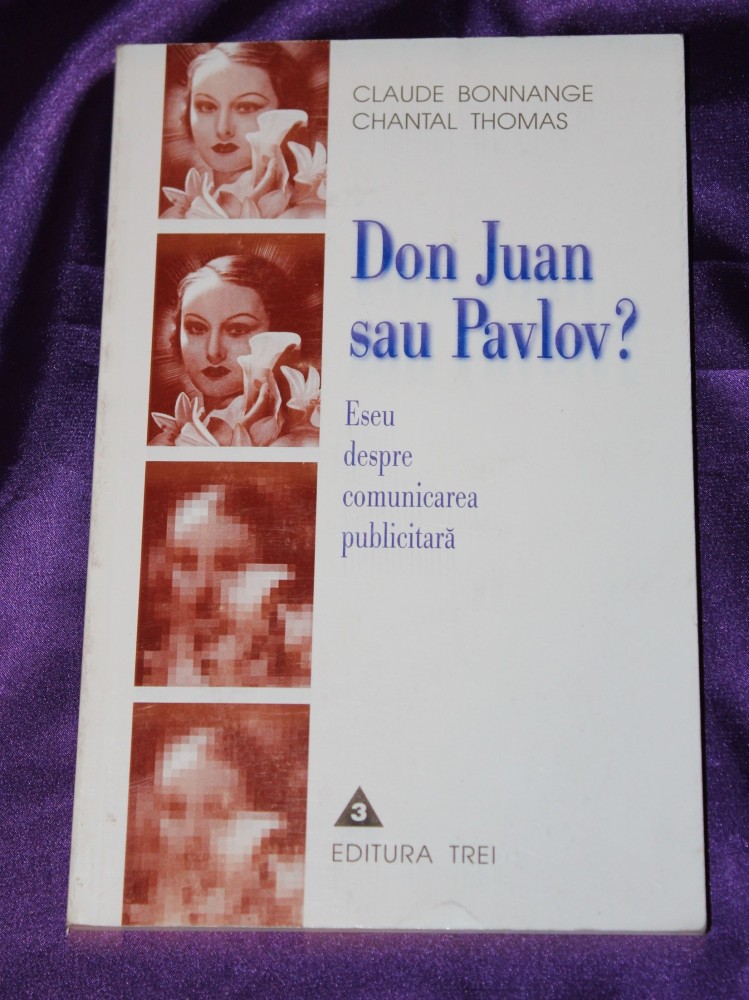 CLAUDE BONNANGE
CHANTAL THOMAS
Don Juan
sau Pavlov?
Eseu
despre
comunicarea
publicitară
3
EDITURA TREI